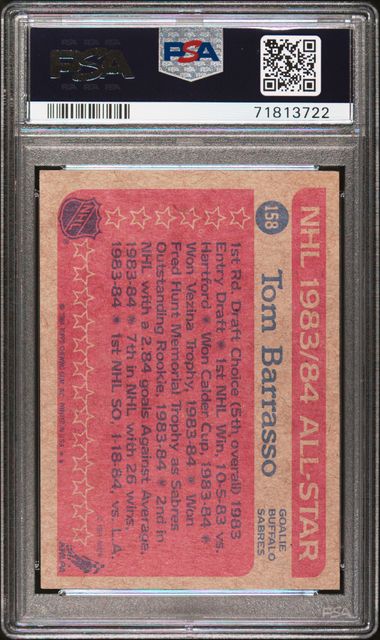 PSA
PSA
71813722
NHL 1983/84 ALL-STAR
158
Tom Barrasso
GOALIE
BUFFALO
SABRES
1st Rd. Draft Choice (5th overall) 1983
Entry Draft ★ 1st NHL Win, 10-5-83 vs.
Hartford ★ Won Calder Cup, 1983-84 ★
Won Vezina Trophy, 1983-84 ★ Won
Fred Hunt Memorial Trophy as Sabres
Outstanding Rookie, 1983-84 ★ 2nd in
NHL with a 2.84 goals Against Average,
1983-84 ★ 7th in NHL with 26 wins,
1983-84 ★ 1st NHL SO, 1-18-84, vs. L.A.
NHL
NHLPA
PSA